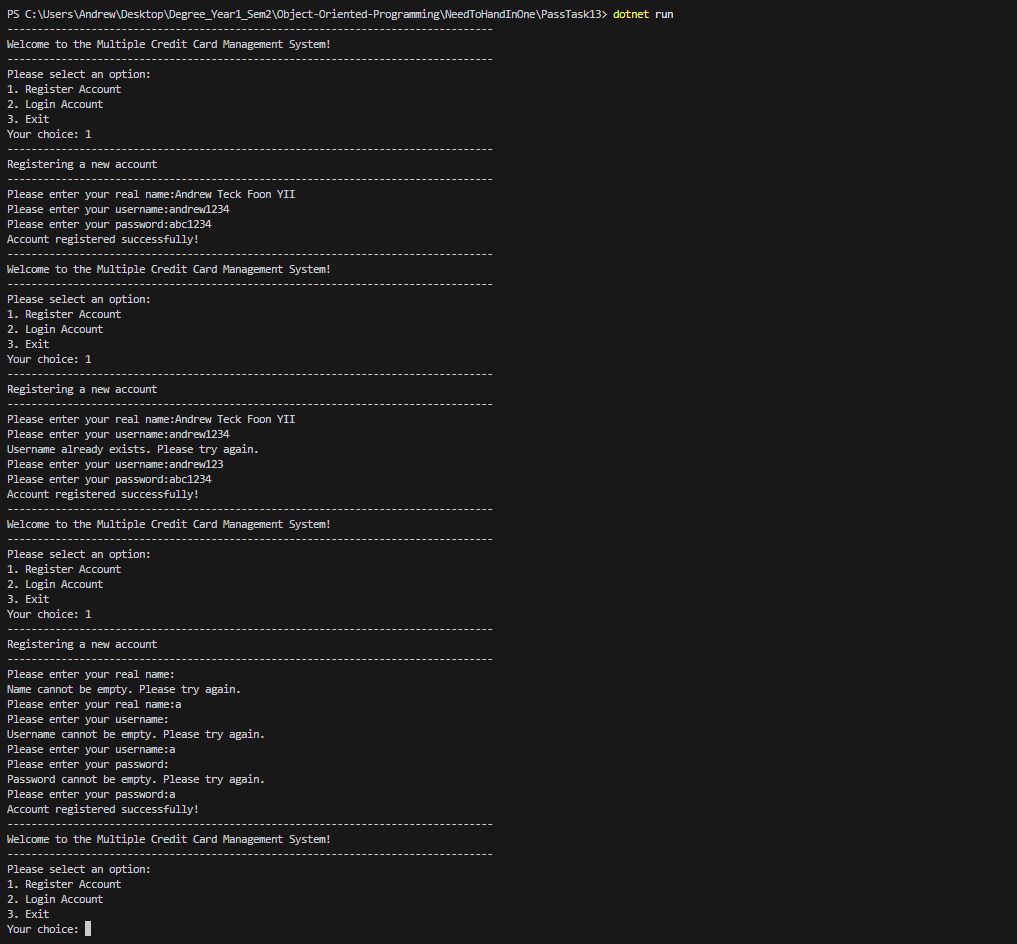 PS C:\Users\Andrew\Desktop\Degree_Year1_Sem2\Object-Oriented-Programming\NeedToHandInOne\PassTask13> dotnet run
---------------------------------------------------------------------------------
Welcome to the Multiple Credit Card Management System!
---------------------------------------------------------------------------------
Please select an option:
1. Register Account
2. Login Account
3. Exit
Your choice: 1
---------------------------------------------------------------------------------
Registering a new account
---------------------------------------------------------------------------------
Please enter your real name:Andrew Teck Foon YII
Please enter your username:andrew1234
Please enter your password:abc1234
Account registered successfully!
---------------------------------------------------------------------------------
Welcome to the Multiple Credit Card Management System!
---------------------------------------------------------------------------------
Please select an option:
1. Register Account
2. Login Account
3. Exit
Your choice: 1
---------------------------------------------------------------------------------
Registering a new account
---------------------------------------------------------------------------------
Please enter your real name:Andrew Teck Foon YII
Please enter your username:andrew1234
Username already exists. Please try again.
Please enter your username:andrew123
Please enter your password:abc1234
Account registered successfully!
---------------------------------------------------------------------------------
Welcome to the Multiple Credit Card Management System!
---------------------------------------------------------------------------------
Please select an option:
1. Register Account
2. Login Account
3. Exit
Your choice: 1
---------------------------------------------------------------------------------
Registering a new account
---------------------------------------------------------------------------------
Please enter your real name:
Name cannot be empty. Please try again.
Please enter your real name:a
Please enter your username:
Username cannot be empty. Please try again.
Please enter your username:a
Please enter your password:
Password cannot be empty. Please try again.
Please enter your password:a
Account registered successfully!
---------------------------------------------------------------------------------
Welcome to the Multiple Credit Card Management System!
---------------------------------------------------------------------------------
Please select an option:
1. Register Account
2. Login Account
3. Exit
Your choice: